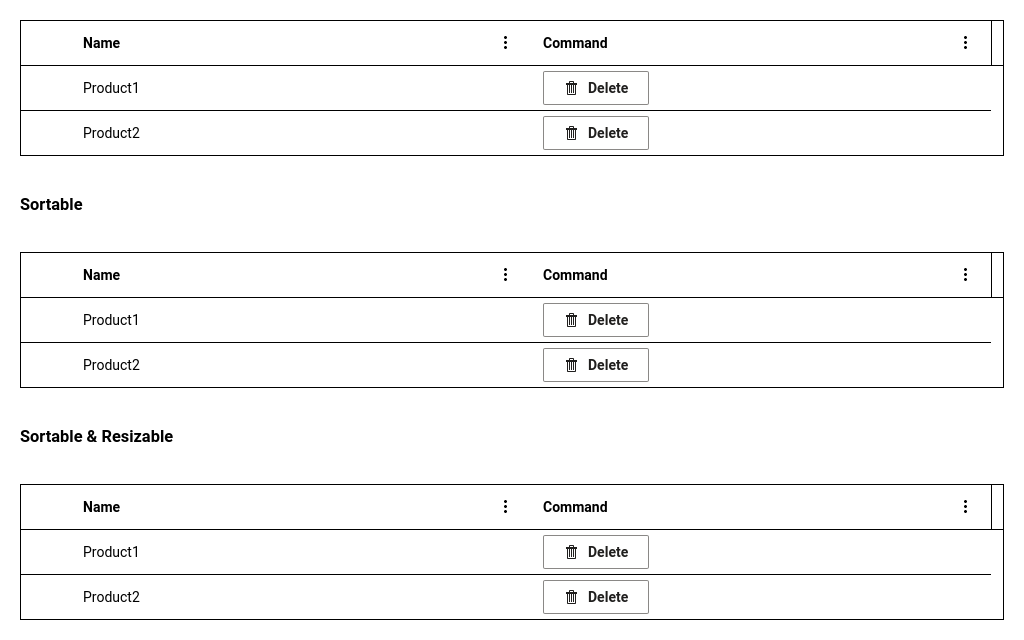 Name Command
Product1 Delete
Product2 Delete
Sortable
Name Command
Product1 Delete
Product2 Delete
Sortable & Resizable
Name Command
Product1 Delete
Product2 Delete